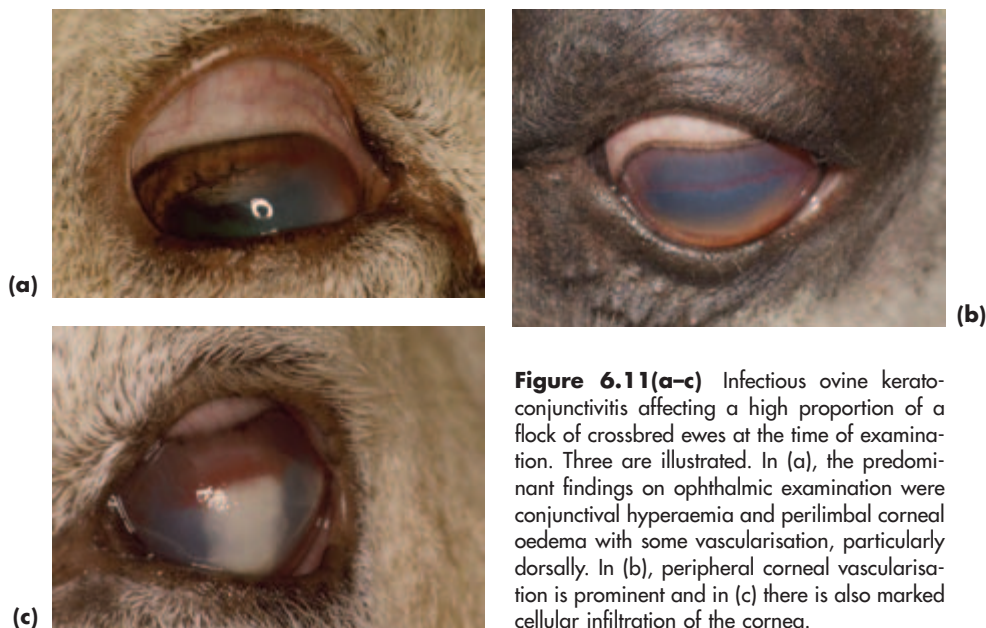 (a)
(b)
(c)
Figure 6.11(a–c) Infectious ovine kerato-
conjunctivitis affecting a high proportion of a
flock of crossbred ewes at the time of examina-
tion. Three are illustrated. In (a), the predomi-
nant findings on ophthalmic examination were
conjunctival hyperaemia and perilimbal corneal
oedema with some vascularisation, particularly
dorsally. In (b), peripheral corneal vascularisa-
tion is prominent and in (c) there is also marked
cellular infiltration of the cornea.